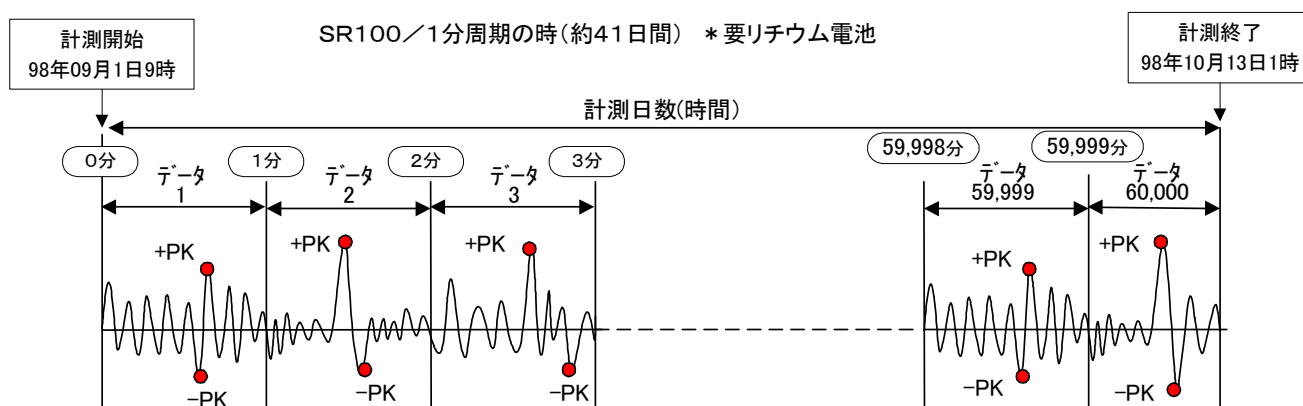 SR100／1分周期の時(約41日間) ＊要リチウム電池
計測開始
98年09月1日9時
計測終了
98年10月13日1時
計測日数(時間)
0分
1分
2分
3分
59,998分
59,999分
データ
1
データ
2
データ
3
データ
59,999
データ
60,000
+PK
+PK
+PK
+PK
+PK
−PK
−PK
−PK
−PK
−PK